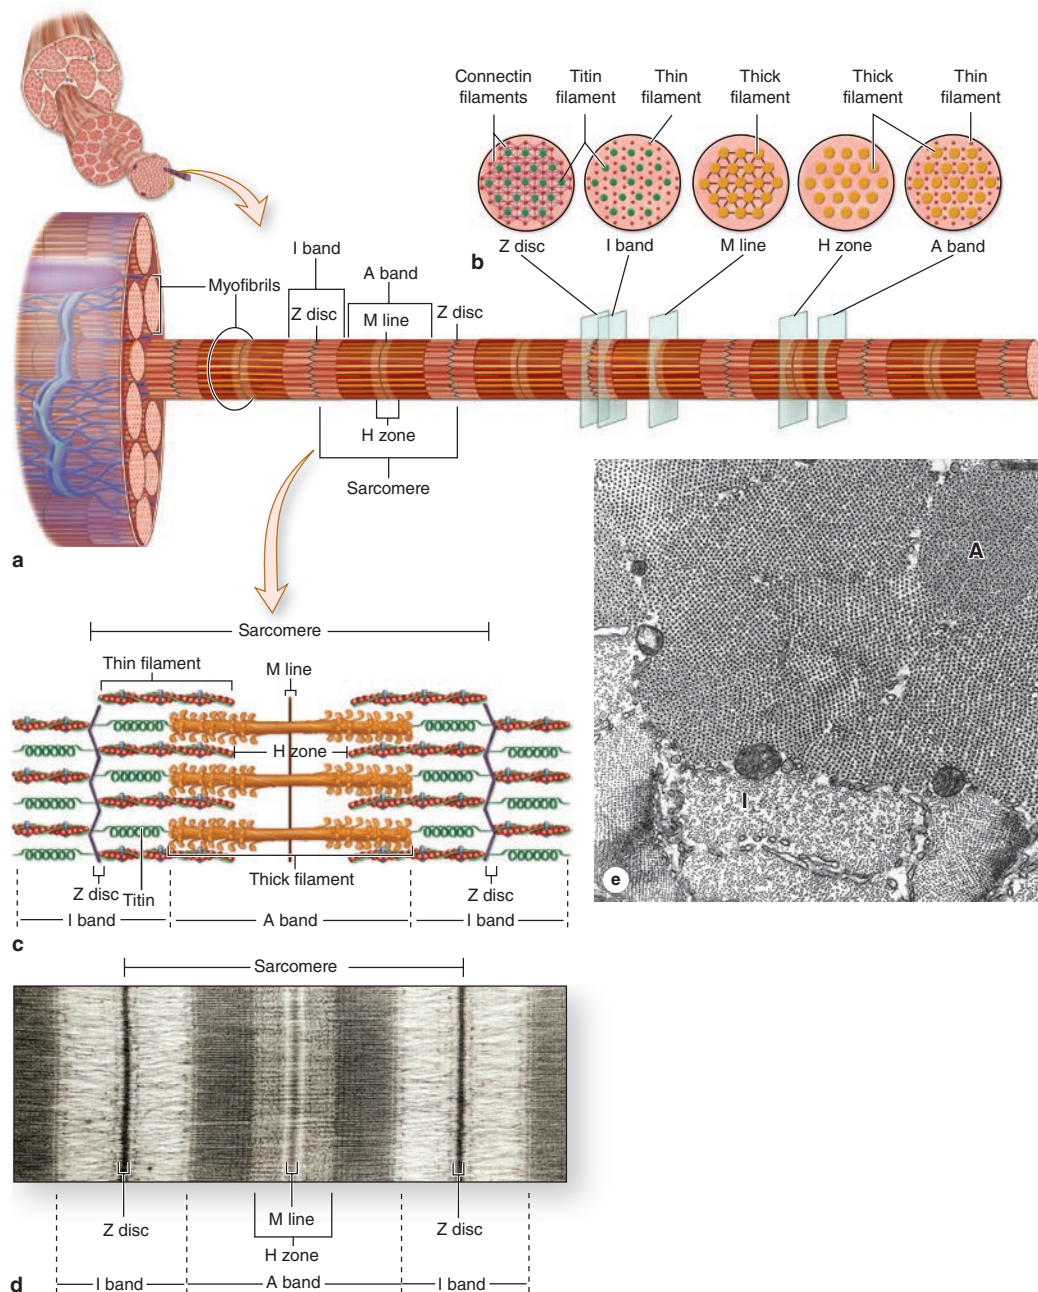 Connectin
filaments
Titin
filament
Thin
filament
Thick
filament
Thick
filament
Thin
filament
Z disc
I band
M line
H zone
A band
b
I band
A band
Myofibrils
Z disc
M line
Z disc
H zone
Sarcomere
a
A
I
e
Sarcomere
Thin filament
M line
H zone
Thick filament
Z disc
Titin
Z disc
I band
A band
I band
c
Sarcomere
Z disc
M line
Z disc
H zone
I band
A band
I band
d